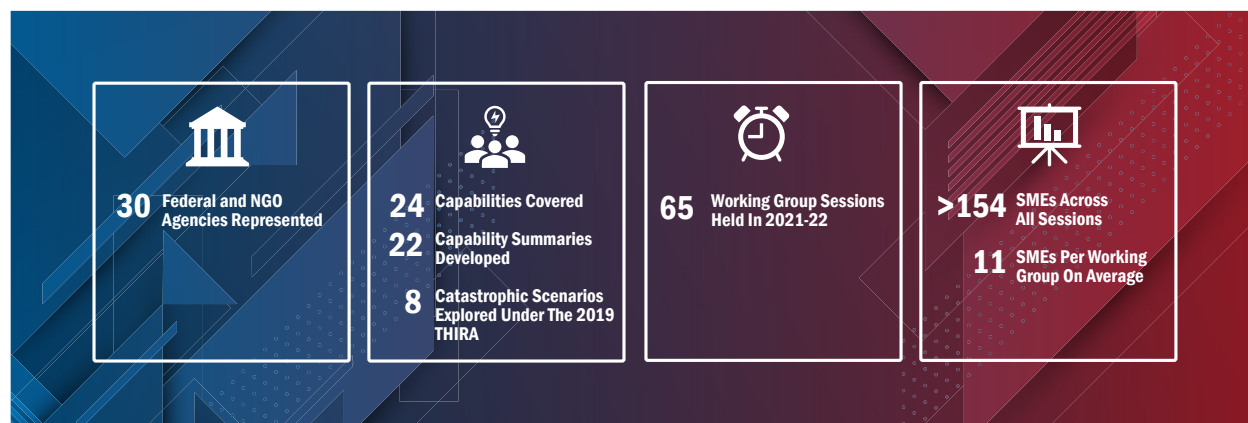 30 Federal and NGO
Agencies Represented
24 Capabilities Covered
22 Capability Summaries
Developed
8 Catastrophic Scenarios
Explored Under The 2019
THIRA
65 Working Group Sessions
Held In 2021-22
>154 SMEs Across
All Sessions
11 SMEs Per Working
Group On Average